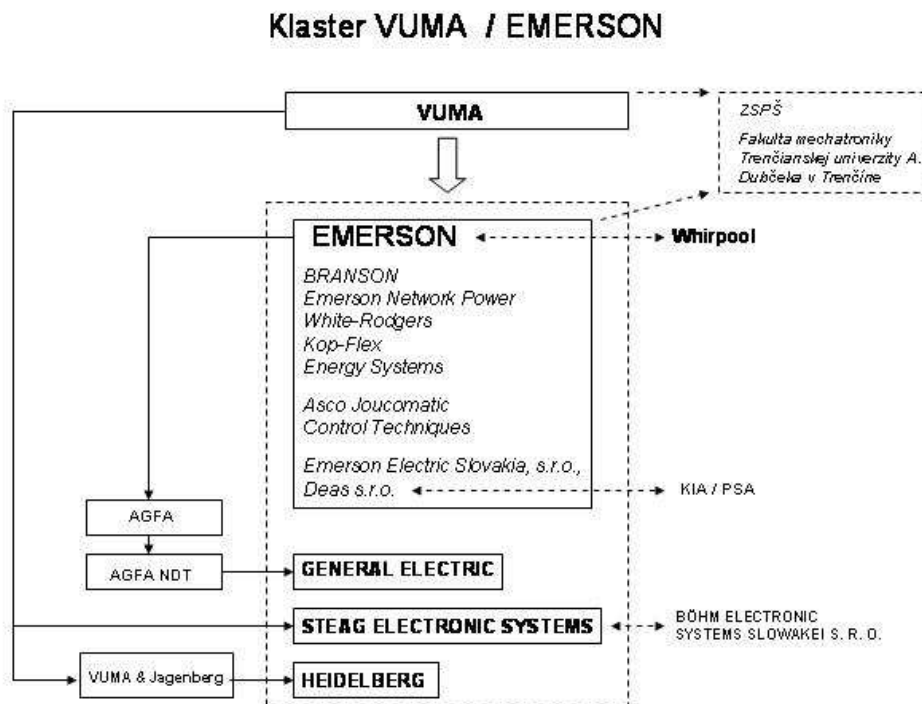 Klaster VUMA / EMERSON
VUMA
ZSPŠ
Fakulta mechatroniky
Trenčianskej univerzity A.
Dubčeka v Trenčíne
EMERSON
Whirpool
BRANSON
Emerson Network Power
White-Rodgers
Kop-Flex
Energy Systems
Asco Joucomatic
Control Techniques
Emerson Electric Slovakia, s.r.o.,
Deas s.r.o.
KIA / PSA
AGFA
AGFA NDT
GENERAL ELECTRIC
STEAG ELECTRONIC SYSTEMS
BÖHM ELECTRONIC
SYSTEMS SLOWAKEI S. R. O.
VUMA & Jagenberg
HEIDELBERG